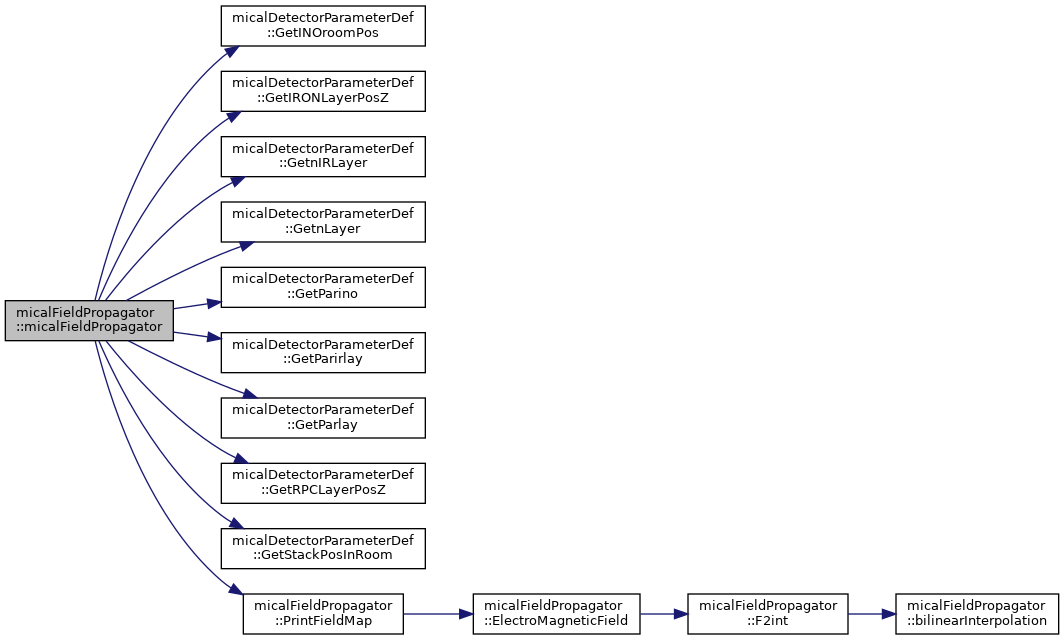 micalDetectorParameterDef
::GetINOroomPos
micalDetectorParameterDef
::GetIRONLayerPosZ
micalDetectorParameterDef
::GetnIRLayer
micalDetectorParameterDef
::GetnLayer
micalDetectorParameterDef
::GetParino
micalFieldPropagator
::micalFieldPropagator
micalDetectorParameterDef
::GetParirlay
micalDetectorParameterDef
::GetParlay
micalDetectorParameterDef
::GetRPCLayerPosZ
micalDetectorParameterDef
::GetStackPosInRoom
micalFieldPropagator
::PrintFieldMap
micalFieldPropagator
::ElectroMagneticField
micalFieldPropagator
::F2int
micalFieldPropagator
::bilinearInterpolation